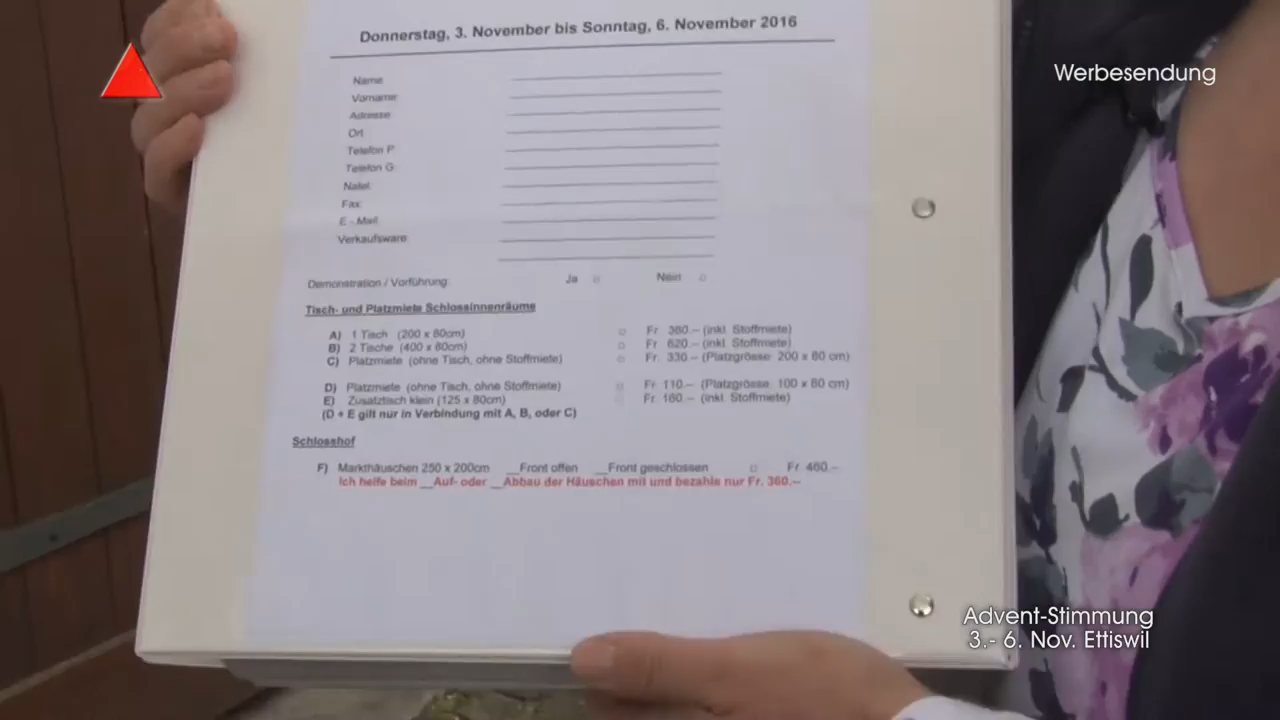 Donnerstag, 3. November bis Sonntag, 6. November 2016
Werbesendung
Name
Vorname
Adresse
Ort
Telefon P
Telefon G
Natel
Fax
E - Mail
Verkaufsware
Demonstration / Vorführung Ja Nein
Tisch- und Platzmiete Schlossinnenräume
A) 1 Tisch (200 x 80cm) Fr. 360.– (inkl. Stoffmiete)
B) 2 Tische (400 x 80cm) Fr. 620.– (inkl. Stoffmiete)
C) Platzmiete (ohne Tisch, ohne Stoffmiete) Fr. 330.– (Platzgrösse: 200 x 80 cm)
D) Platzmiete (ohne Tisch, ohne Stoffmiete) Fr. 110.– (Platzgrösse: 100 x 80 cm)
E) Zusatztisch klein (125 x 80cm) Fr. 160.– (inkl. Stoffmiete)
(D + E gilt nur in Verbindung mit A, B, oder C)
Schlosshof
F) Markthäuschen 250 x 200cm __Front offen __Front geschlossen Fr. 460.–
Ich helfe beim __Auf- oder __Abbau der Häuschen mit und bezahle nur Fr. 360.–
Advent-Stimmung
3.- 6. Nov. Ettiswil